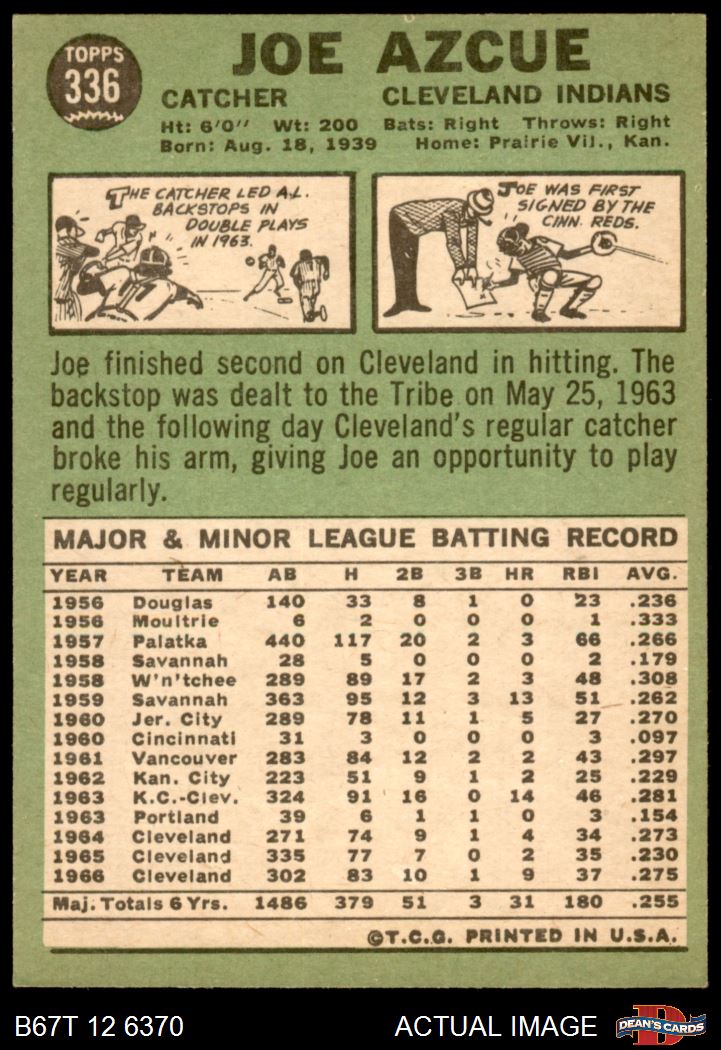 TOPPS
336
JOE AZCUE
CATCHER CLEVELAND INDIANS
Ht: 6'0" Wt: 200 Bats: Right Throws: Right
Born: Aug. 18, 1939 Home: Prairie Vil., Kan.
THE CATCHER LED A.L.
BACKSTOPS IN
DOUBLE PLAYS
IN 1963.
JOE WAS FIRST
SIGNED BY THE
CINN. REDS.
Joe finished second on Cleveland in hitting. The
backstop was dealt to the Tribe on May 25, 1963
and the following day Cleveland's regular catcher
broke his arm, giving Joe an opportunity to play
regularly.
MAJOR & MINOR LEAGUE BATTING RECORD
YEAR TEAM AB H 2B 3B HR RBI AVG.
1956 Douglas 140 33 8 1 0 23 .236
1956 Moultrie 6 2 0 0 0 1 .333
1957 Palatka 440 117 20 2 3 66 .266
1958 Savannah 28 5 0 0 0 2 .179
1958 W'n'tchee 289 89 17 2 3 48 .308
1959 Savannah 363 95 12 3 13 51 .262
1960 Jer. City 289 78 11 1 5 27 .270
1960 Cincinnati 31 3 0 0 0 3 .097
1961 Vancouver 283 84 12 2 2 43 .297
1962 Kan. City 223 51 9 1 2 25 .229
1963 K.C.-Clev. 324 91 16 0 14 46 .281
1963 Portland 39 6 1 1 0 3 .154
1964 Cleveland 271 74 9 1 4 34 .273
1965 Cleveland 335 77 7 0 2 35 .230
1966 Cleveland 302 83 10 1 9 37 .275
Maj. Totals 6 Yrs. 1486 379 51 3 31 180 .255
©T.C.G. PRINTED IN U.S.A.
B67T 12 6370 ACTUAL IMAGE DEAN'S CARDS